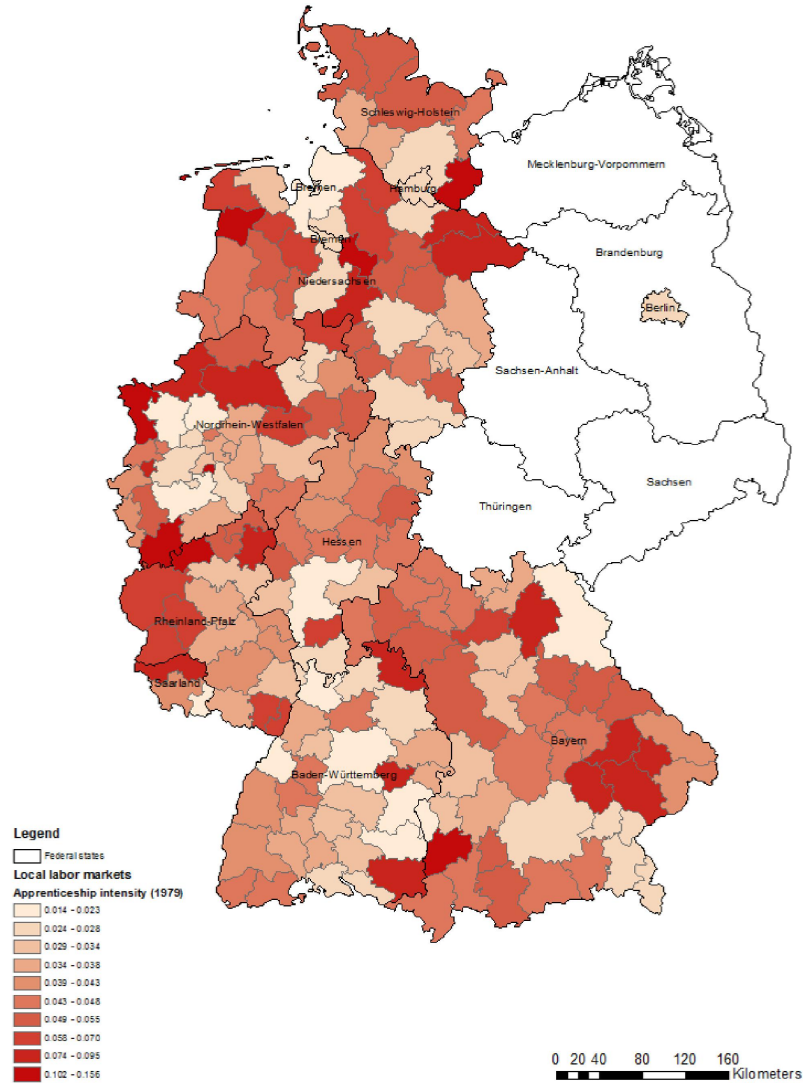 Schleswig-Holstein
Mecklenburg-Vorpommern
Bremen
Hamburg
Bremen
Brandenburg
Niedersachsen
Berlin
Sachsen-Anhalt
Nordrhein-Westfalen
Sachsen
Thüringen
Hessen
Rheinland-Pfalz
Saarland
Bayern
Baden-Württemberg
Legend
Federal states
Local labor markets
Apprenticeship intensity (1979)
0.014 - 0.023
0.024 - 0.028
0.029 - 0.034
0.034 - 0.038
0.039 - 0.043
0.043 - 0.048
0.049 - 0.055
0.058 - 0.070
0.074 - 0.095
0.102 - 0.156
0 20 40 80 120 160
Kilometers